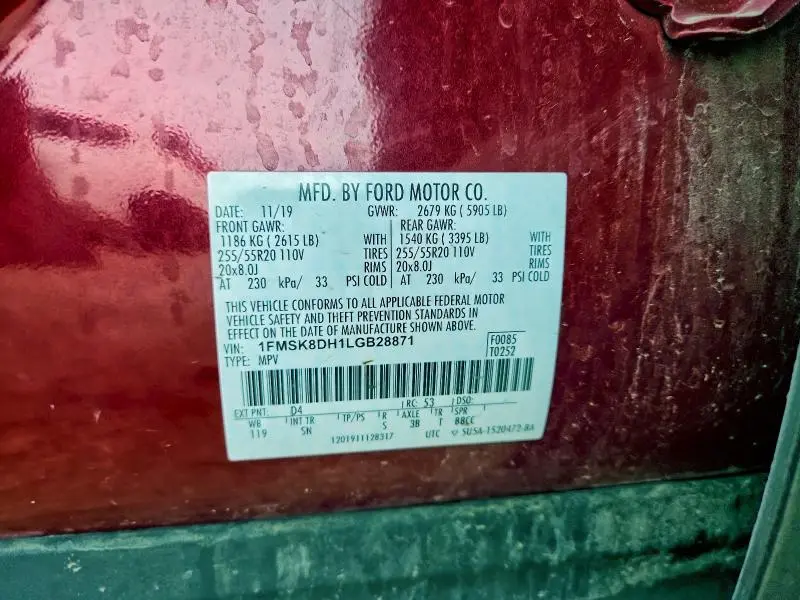 MFD. BY FORD MOTOR CO.
DATE: 11/19 GVWR: 2679 KG ( 5905 LB)
FRONT GAWR: REAR GAWR:
1186 KG ( 2615 LB) WITH 1540 KG ( 3395 LB) WITH
255/55R20 110V TIRES 255/55R20 110V TIRES
20x8.0J RIMS 20x8.0J RIMS
AT 230 kPa/ 33 PSI COLD AT 230 kPa/ 33 PSI COLD
THIS VEHICLE CONFORMS TO ALL APPLICABLE FEDERAL MOTOR
VEHICLE SAFETY AND THEFT PREVENTION STANDARDS IN
EFFECT ON THE DATE OF MANUFACTURE SHOWN ABOVE.
VIN: 1FMSK8DH1LGB28871 F0085
TYPE: MPV T0252
EXT PNT: D4 RC: 53 DSO:
WB INT TR TP/PS R AXLE TR SPR
119 SN S 3B T BBCC
1201911128317 UTC SU5A-1520472-BA